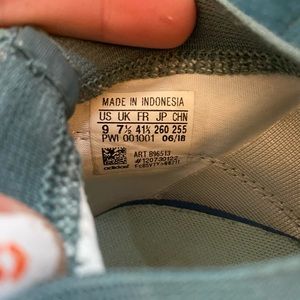 MADE IN INDONESIA
US UK FR JP CHN
9 7½ 41⅓ 260 255
PWI 001001 06/18
ART B96513
adidas